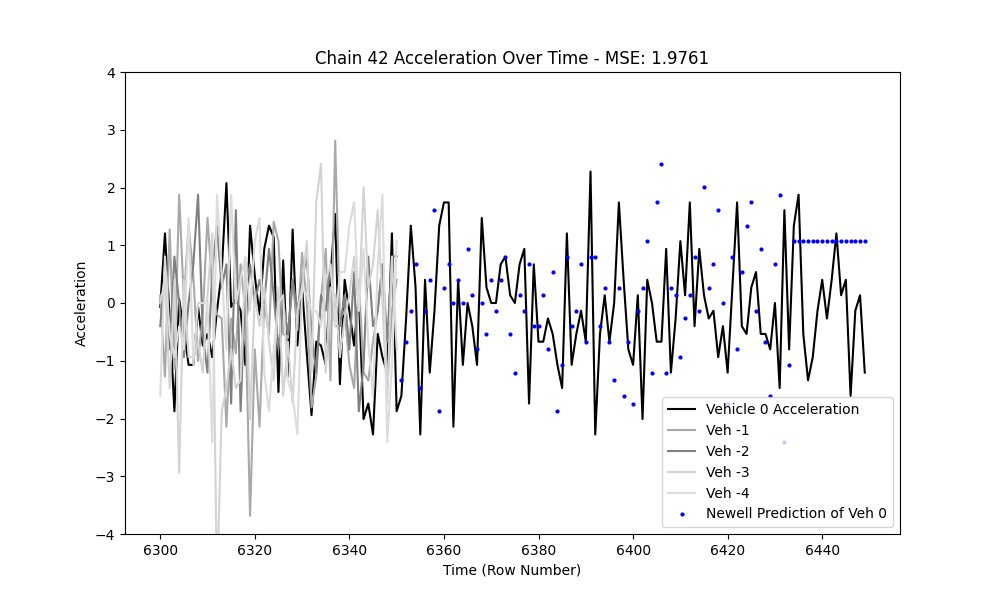 Chain 42 Acceleration Over Time - MSE: 1.9761
4
3
2
1
0
−1
−2
−3
−4
Acceleration
6300
6320
6340
6360
6380
6400
6420
6440
Time (Row Number)
Vehicle 0 Acceleration
Veh -1
Veh -2
Veh -3
Veh -4
Newell Prediction of Veh 0